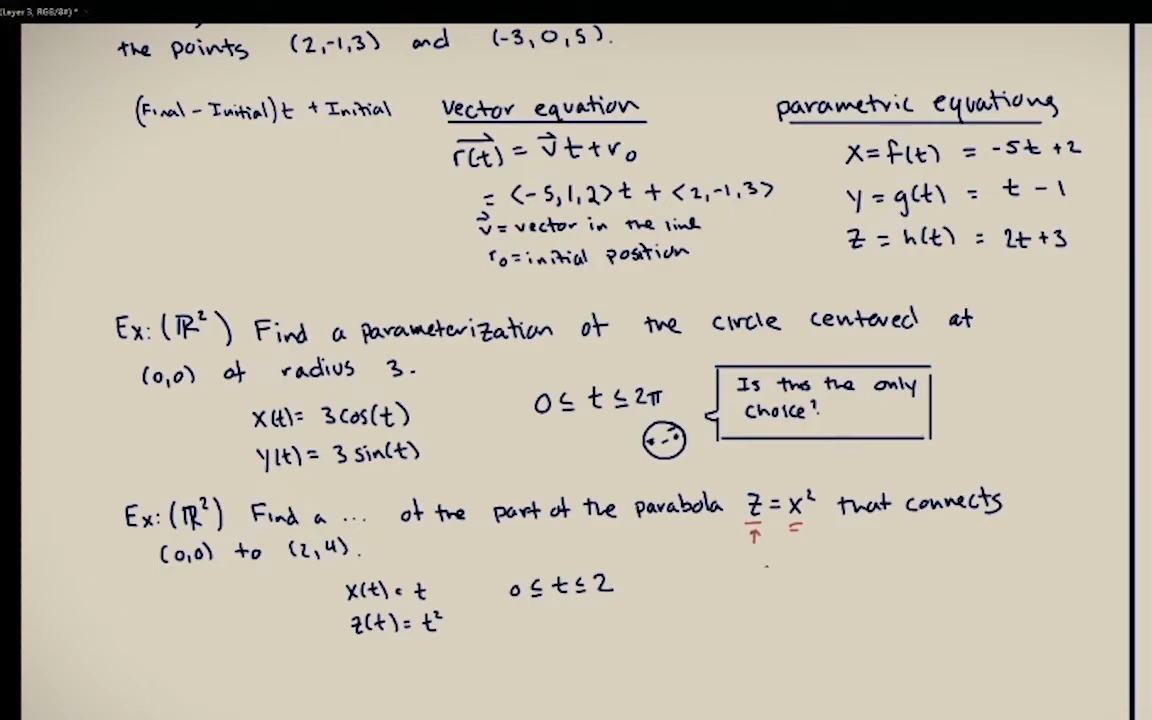 (Layer 3, RGB/8#) *
the points (2,-1,3) and (-3,0,5).
(Final - Initial)t + Initial
vector equation
r(t) = v t + r₀
= <-5,1,2>t + <2,-1,3>
v = vector in the line
r₀ = initial position
parametric equations
x = f(t) = -5t + 2
y = g(t) = t - 1
z = h(t) = 2t + 3
Ex: (ℝ²) Find a parameterization of the circle centered at
(0,0) of radius 3.
x(t) = 3cos(t)
y(t) = 3sin(t)
0 ≤ t ≤ 2π
Is this the only
choice?
Ex: (ℝ²) Find a ... of the part of the parabola z = x² that connects
(0,0) to (2,4).
x(t) = t
z(t) = t²
0 ≤ t ≤ 2